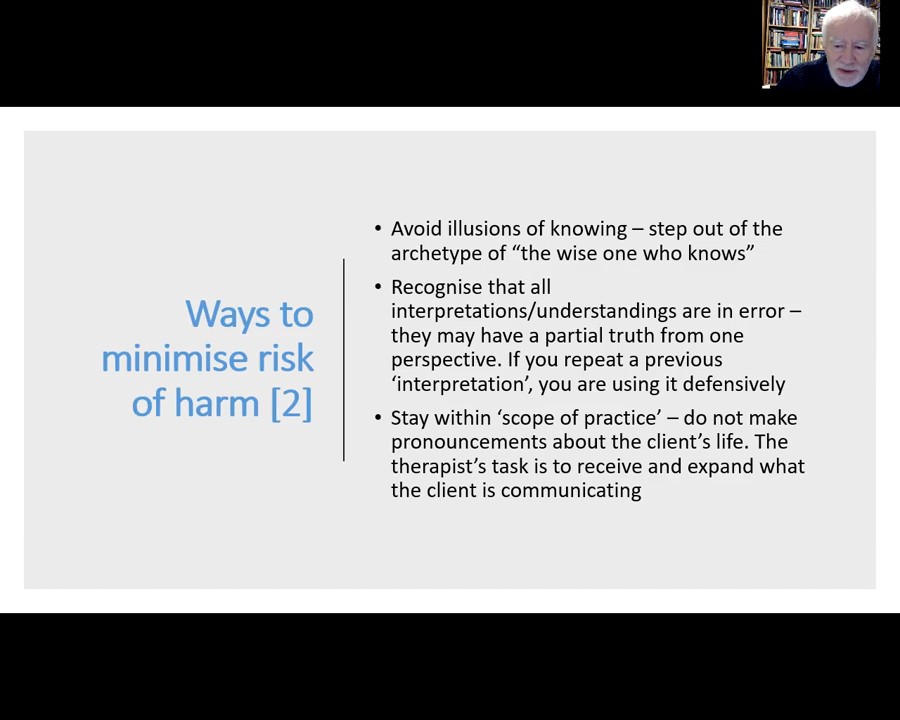 Ways to
minimise risk
of harm [2]
• Avoid illusions of knowing – step out of the
archetype of “the wise one who knows”
• Recognise that all
interpretations/understandings are in error –
they may have a partial truth from one
perspective. If you repeat a previous
‘interpretation’, you are using it defensively
• Stay within ‘scope of practice’ – do not make
pronouncements about the client’s life. The
therapist’s task is to receive and expand what
the client is communicating